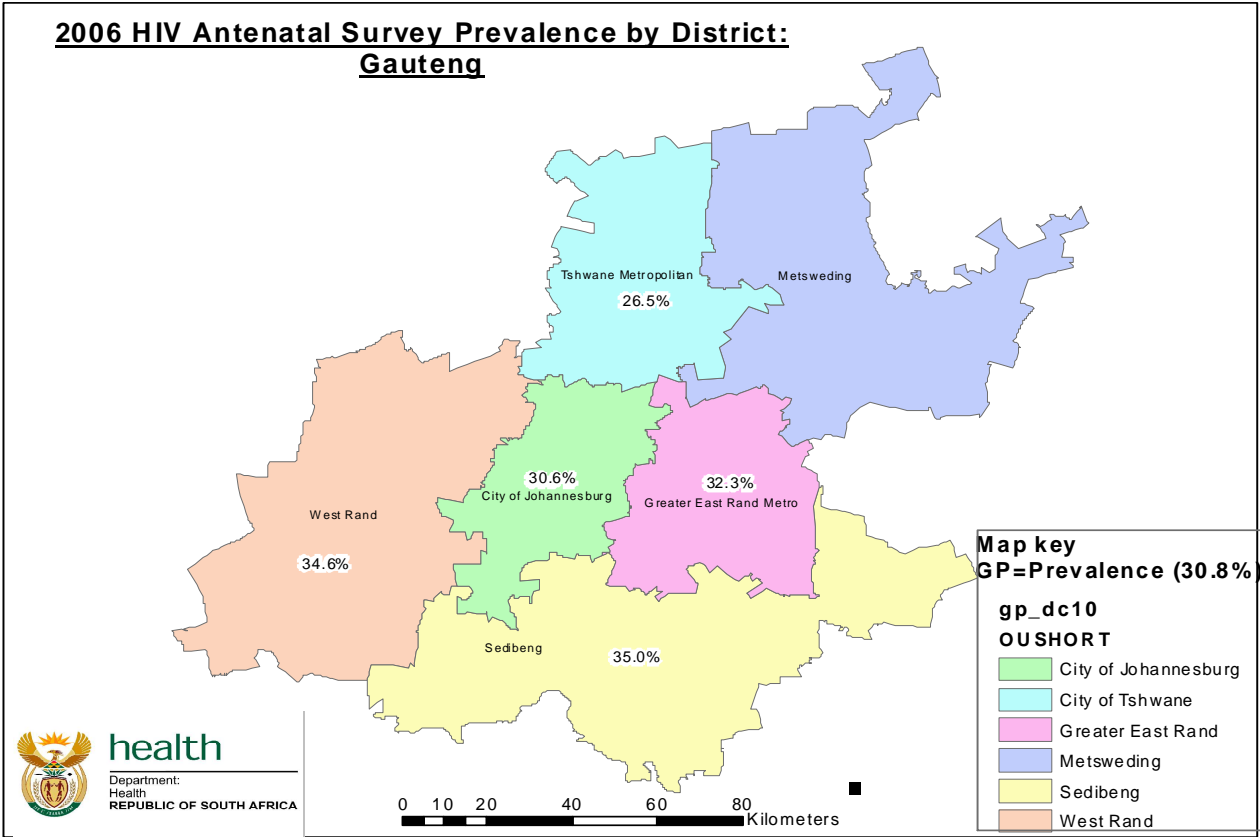 2006 HIV Antenatal Survey Prevalence by District:
Gauteng
Tshwane Metropolitan
26.5%
Metsweding
30.6%
City of Johannesburg
32.3%
Greater East Rand Metro
West Rand
34.6%
Sedibeng
35.0%
Map key
GP=Prevalence (30.8%)
gp_dc10
OUSHORT
City of Johannesburg
City of Tshwane
Greater East Rand
Metsweding
Sedibeng
West Rand
health
Department:
Health
REPUBLIC OF SOUTH AFRICA
0 10 20 40 60 80
Kilometers